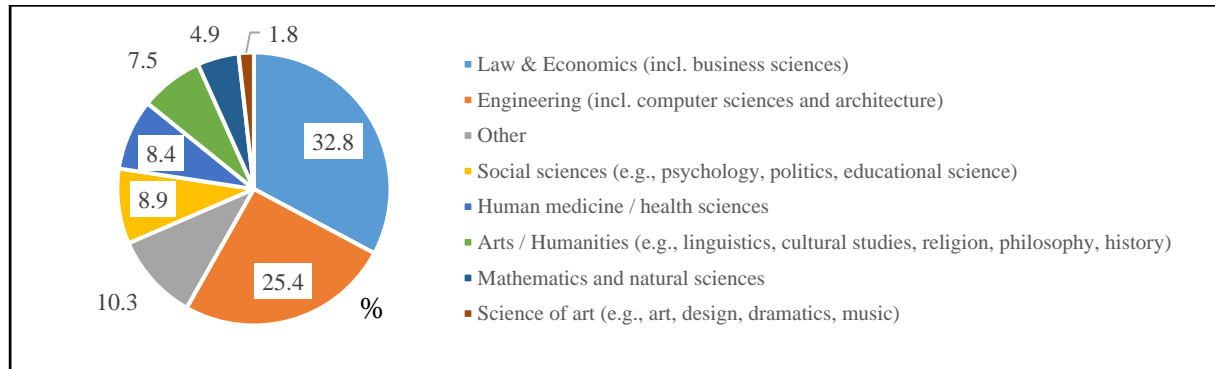 4.9
1.8
7.5
32.8
8.4
8.9
25.4
10.3
%
Law & Economics (incl. business sciences)
Engineering (incl. computer sciences and architecture)
Other
Social sciences (e.g., psychology, politics, educational science)
Human medicine / health sciences
Arts / Humanities (e.g., linguistics, cultural studies, religion, philosophy, history)
Mathematics and natural sciences
Science of art (e.g., art, design, dramatics, music)